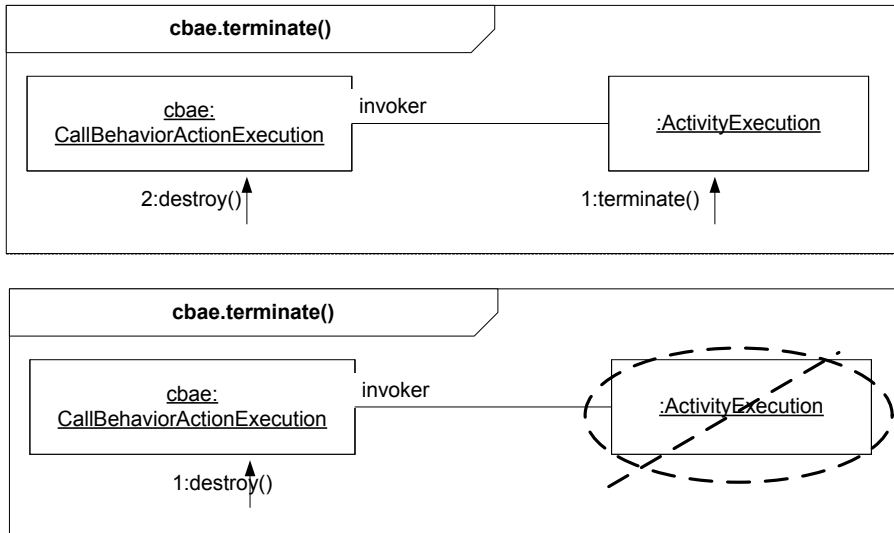 cbae.terminate()
cbae:
CallBehaviorActionExecution
invoker
:ActivityExecution
2:destroy()
1:terminate()
cbae.terminate()
cbae:
CallBehaviorActionExecution
invoker
:ActivityExecution
1:destroy()